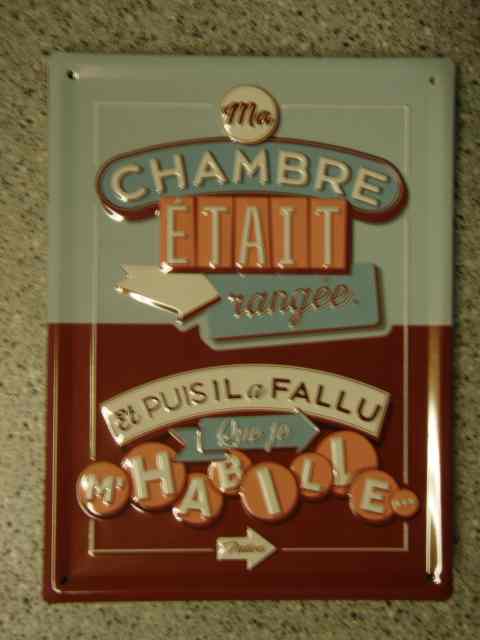 Ma
CHAMBRE
ÉTAIT
rangée.
Et PUIS IL a FALLU
Que je
M'HABILLE...